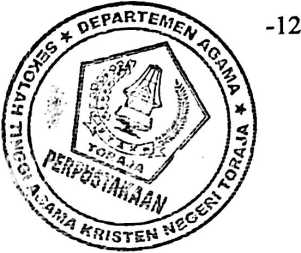 -12
★ DEPARTEMEN AGAMA ★
SEKOLAH TINGGI AGAMA KRISTEN NEGERI TORAJA
TORAJA
PERPUSTAKAAN